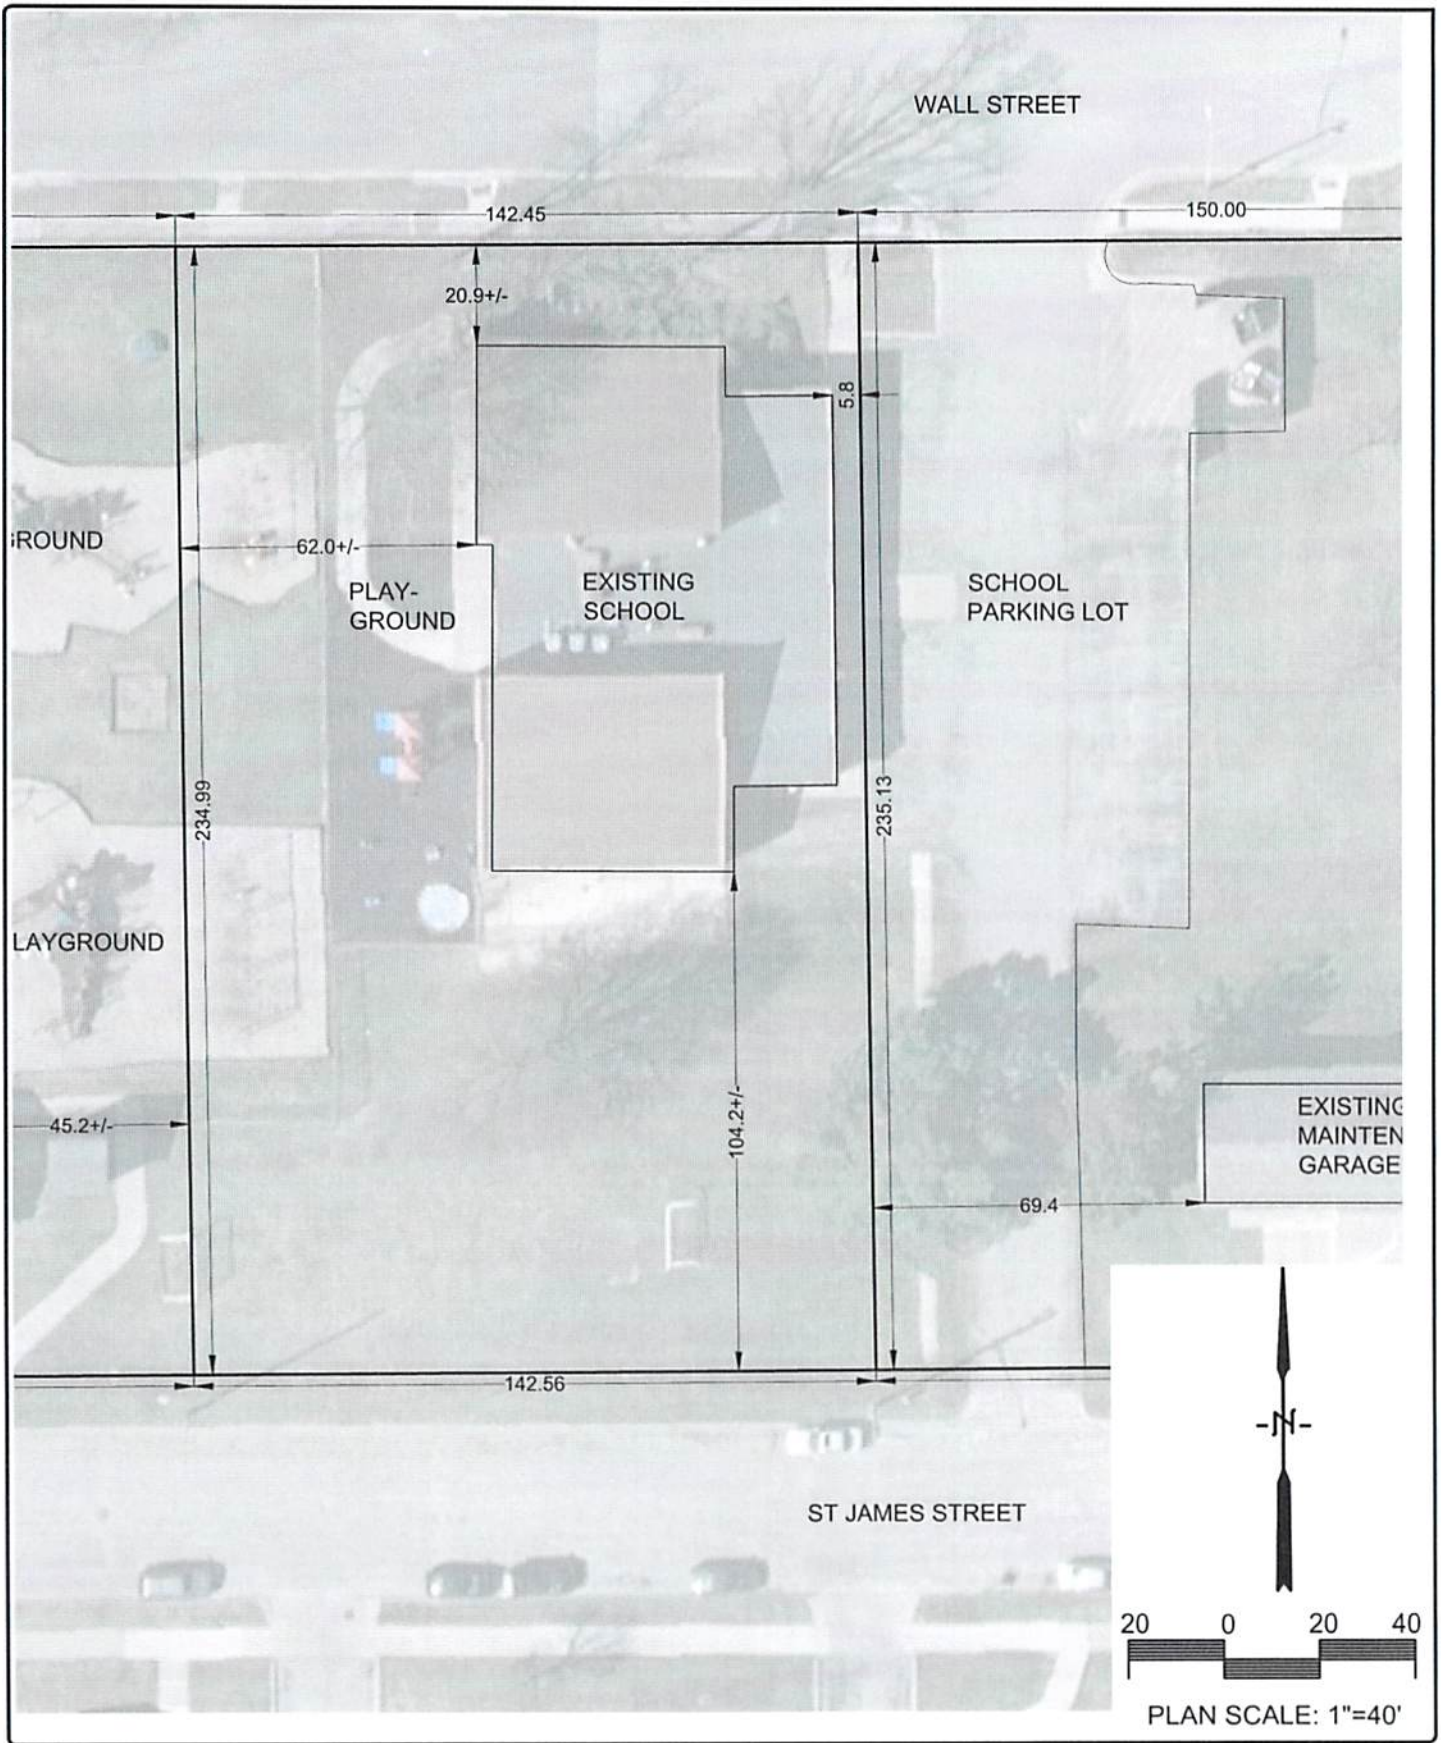 WALL STREET
142.45
150.00
20.9+/-
5.8
GROUND
62.0+/-
PLAY-
GROUND
EXISTING
SCHOOL
SCHOOL
PARKING LOT
234.99
235.13
LAYGROUND
45.2+/-
104.2+/-
EXISTING
MAINTEN
GARAGE
69.4
142.56
-N-
ST JAMES STREET
20 0 20 40
PLAN SCALE: 1"=40'